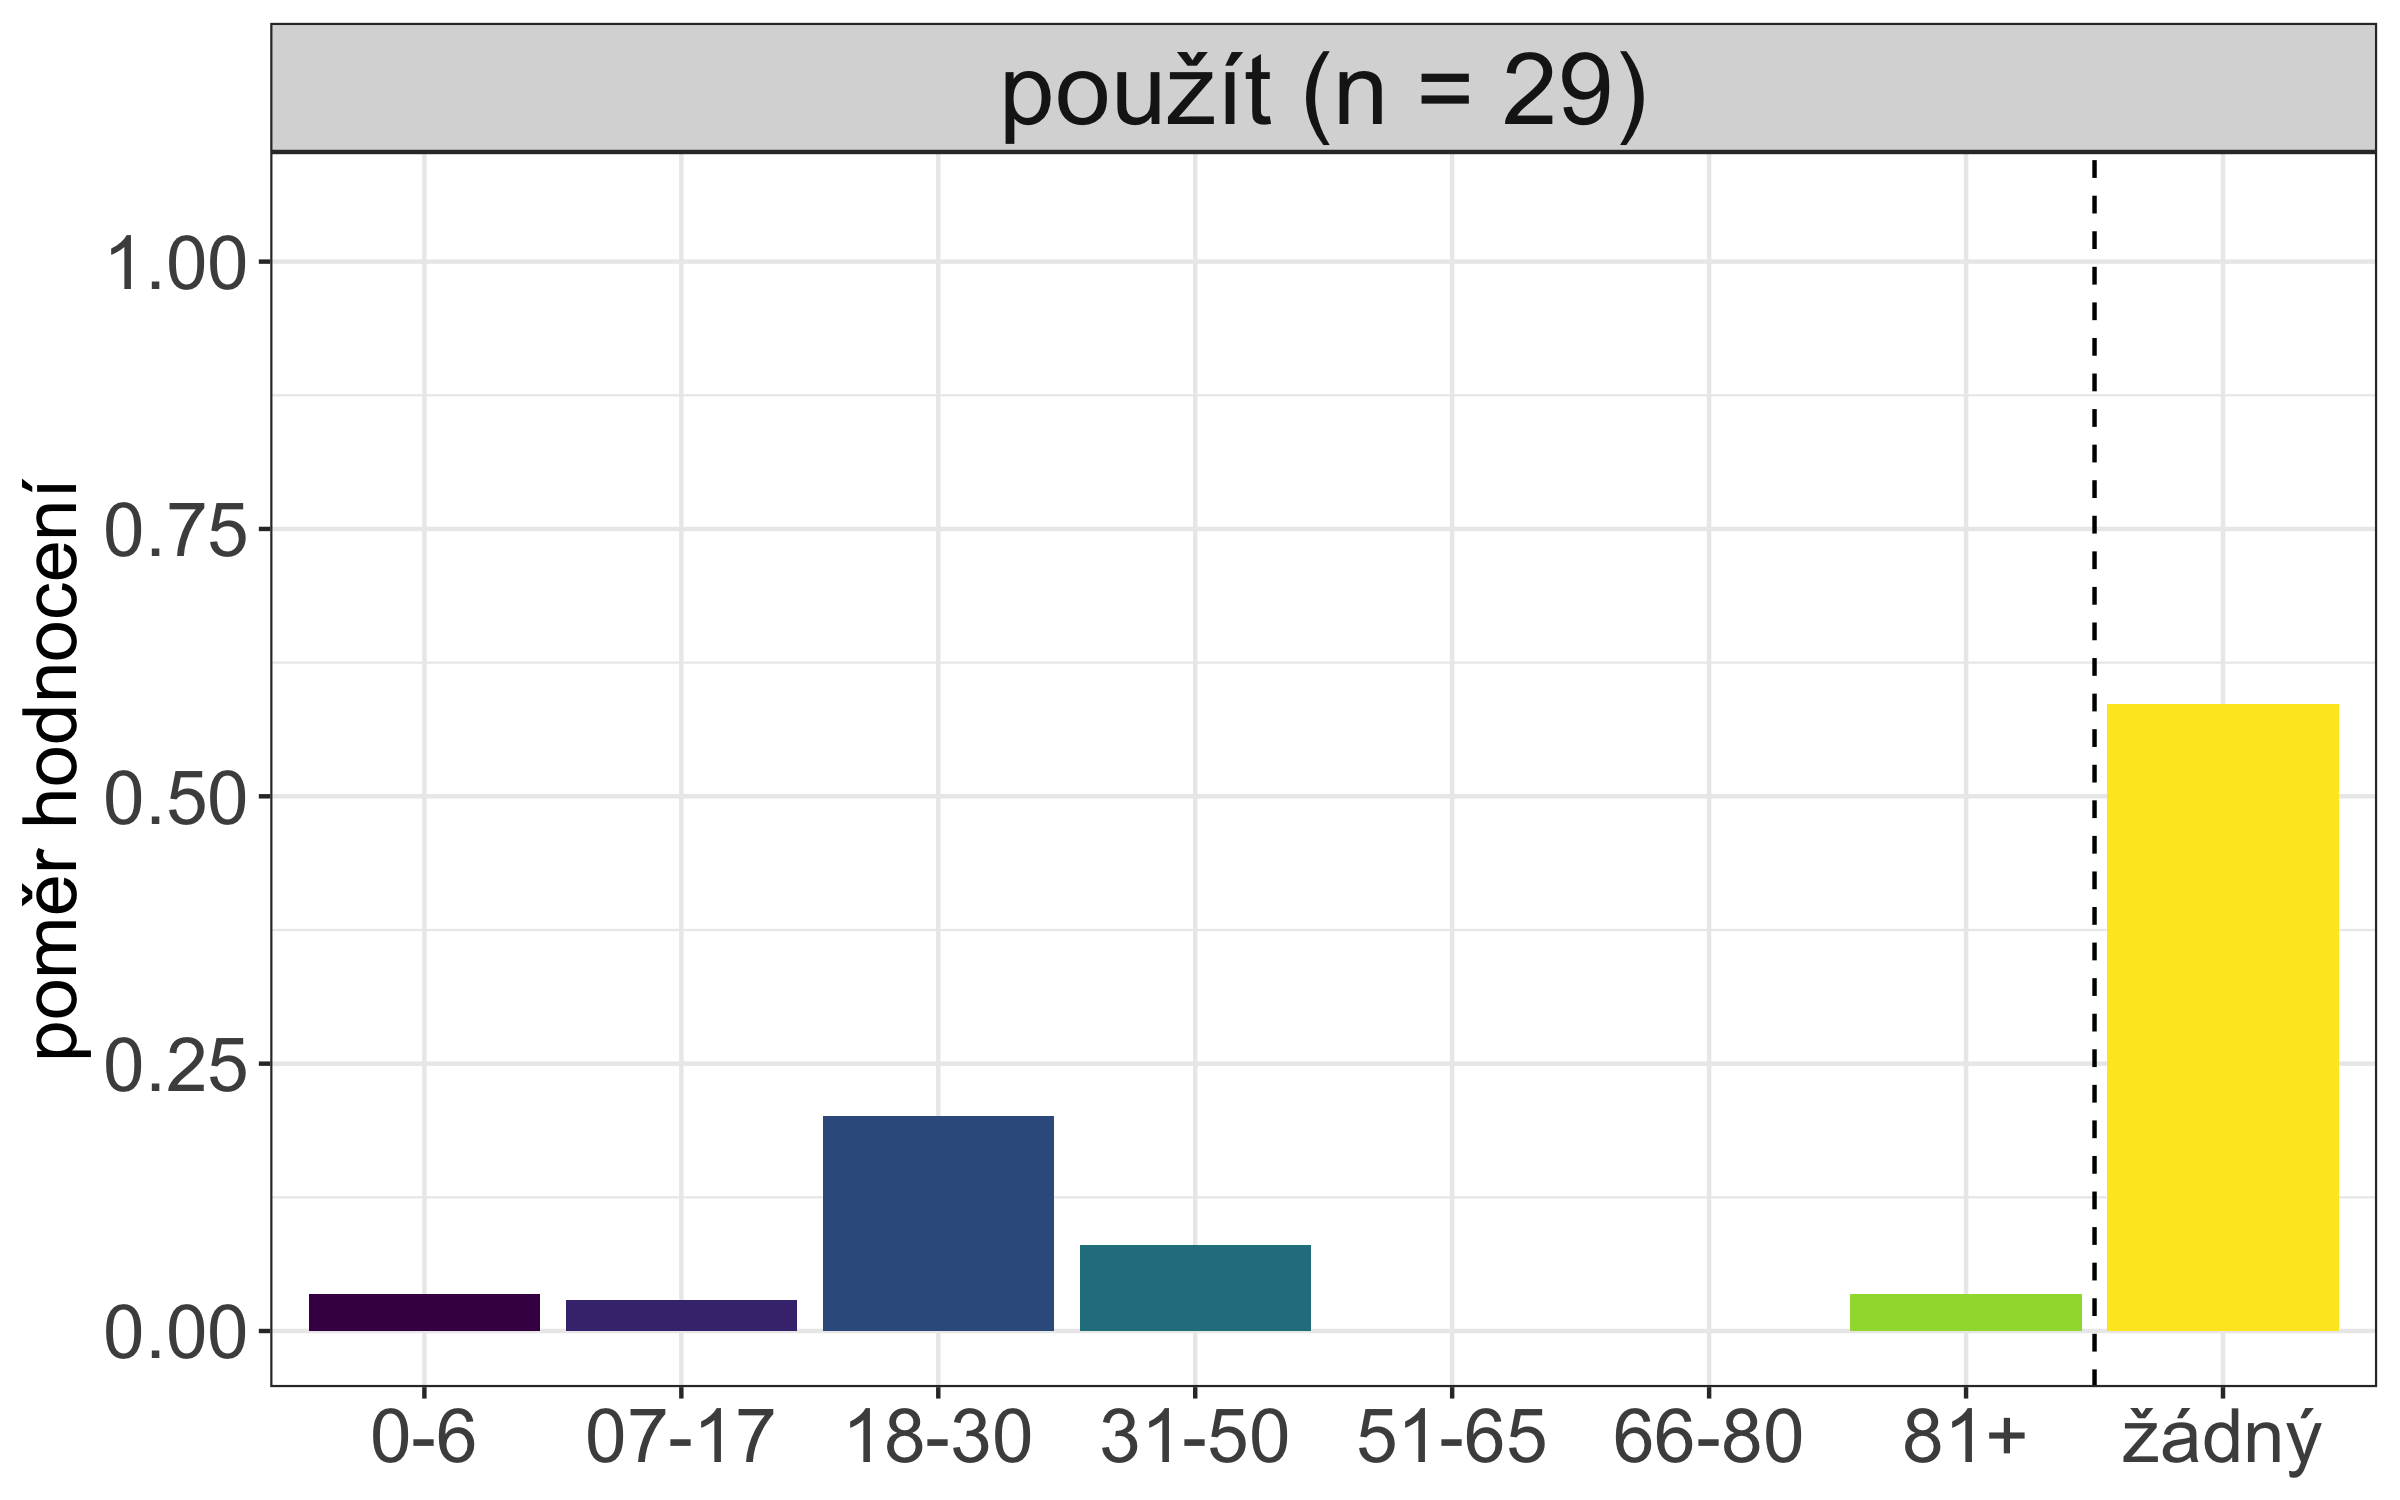 použít (n = 29)
poměr hodnocení
1.00
0.75
0.50
0.25
0.00
0-6 07-17 18-30 31-50 51-65 66-80 81+ žádný